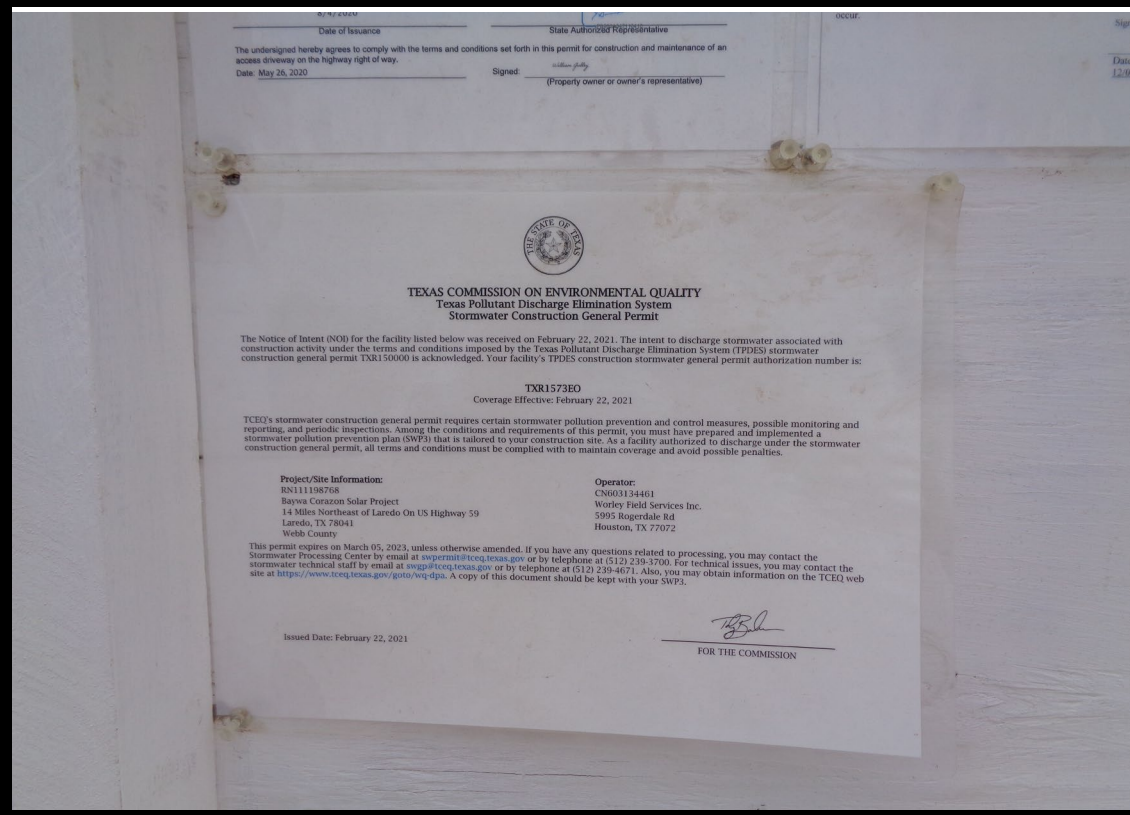 8/4/2020
Date of Issuance
State Authorized Representative
The undersigned hereby agrees to comply with the terms and conditions set forth in this permit for construction and maintenance of an
access driveway on the highway right of way.
Date: May 26, 2020
Signed:
(Property owner or owner's representative)
occur.
Date
THE STATE OF TEXAS
TEXAS COMMISSION ON ENVIRONMENTAL QUALITY
Texas Pollutant Discharge Elimination System
Stormwater Construction General Permit
The Notice of Intent (NOI) for the facility listed below was received on February 22, 2021. The intent to discharge stormwater associated with
construction activity under the terms and conditions imposed by the Texas Pollutant Discharge Elimination System (TPDES) stormwater
construction general permit TXR150000 is acknowledged. Your facility's TPDES construction stormwater general permit authorization number is:
TXR1573EO
Coverage Effective: February 22, 2021
TCEQ's stormwater construction general permit requires certain stormwater pollution prevention and control measures, possible monitoring and
reporting, and periodic inspections. Among the conditions and requirements of this permit, you must have prepared and implemented a
stormwater pollution prevention plan (SWP3) that is tailored to your construction site. As a facility authorized to discharge under the stormwater
construction general permit, all terms and conditions must be complied with to maintain coverage and avoid possible penalties.
Project/Site Information:
RN111198768
Baywa Corazon Solar Project
14 Miles Northeast of Laredo On US Highway 59
Laredo, TX 78041
Webb County
Operator:
CN603134461
Worley Field Services Inc.
5995 Rogerdale Rd
Houston, TX 77072
This permit expires on March 05, 2023, unless otherwise amended. If you have any questions related to processing, you may contact the
Stormwater Processing Center by email at swpermit@tceq.texas.gov or by telephone at (512) 239-3700. For technical issues, you may contact the
stormwater technical staff by email at swgp@tceq.texas.gov or by telephone at (512) 239-4671. Also, you may obtain information on the TCEQ web
site at https://www.tceq.texas.gov/goto/wq-dpa. A copy of this document should be kept with your SWP3.
Issued Date: February 22, 2021
FOR THE COMMISSION